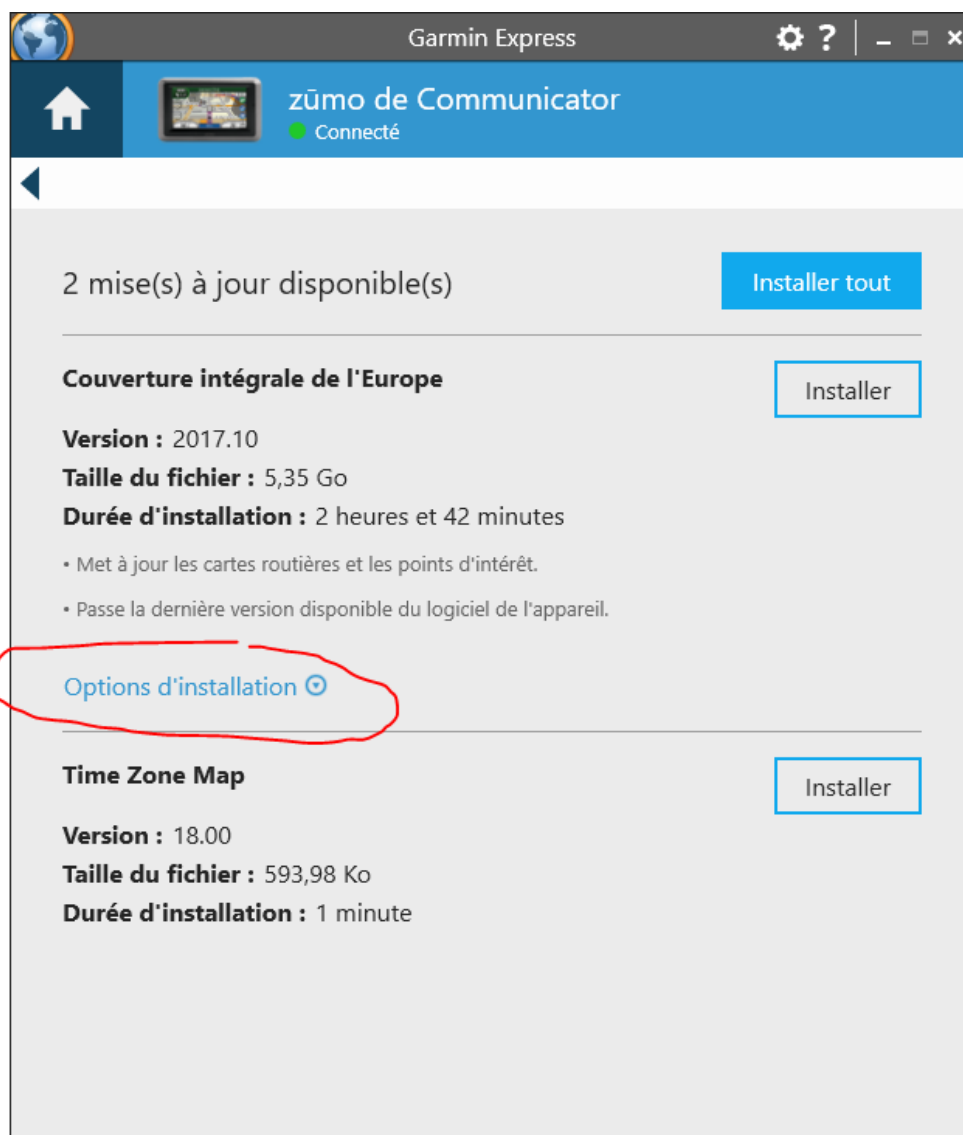 Garmin Express
?
zūmo de Communicator
Connecté
2 mise(s) à jour disponible(s)
Installer tout
Couverture intégrale de l'Europe
Installer
Version : 2017.10
Taille du fichier : 5,35 Go
Durée d'installation : 2 heures et 42 minutes
• Met à jour les cartes routières et les points d'intérêt.
• Passe la dernière version disponible du logiciel de l'appareil.
Options d'installation
Time Zone Map
Installer
Version : 18.00
Taille du fichier : 593,98 Ko
Durée d'installation : 1 minute